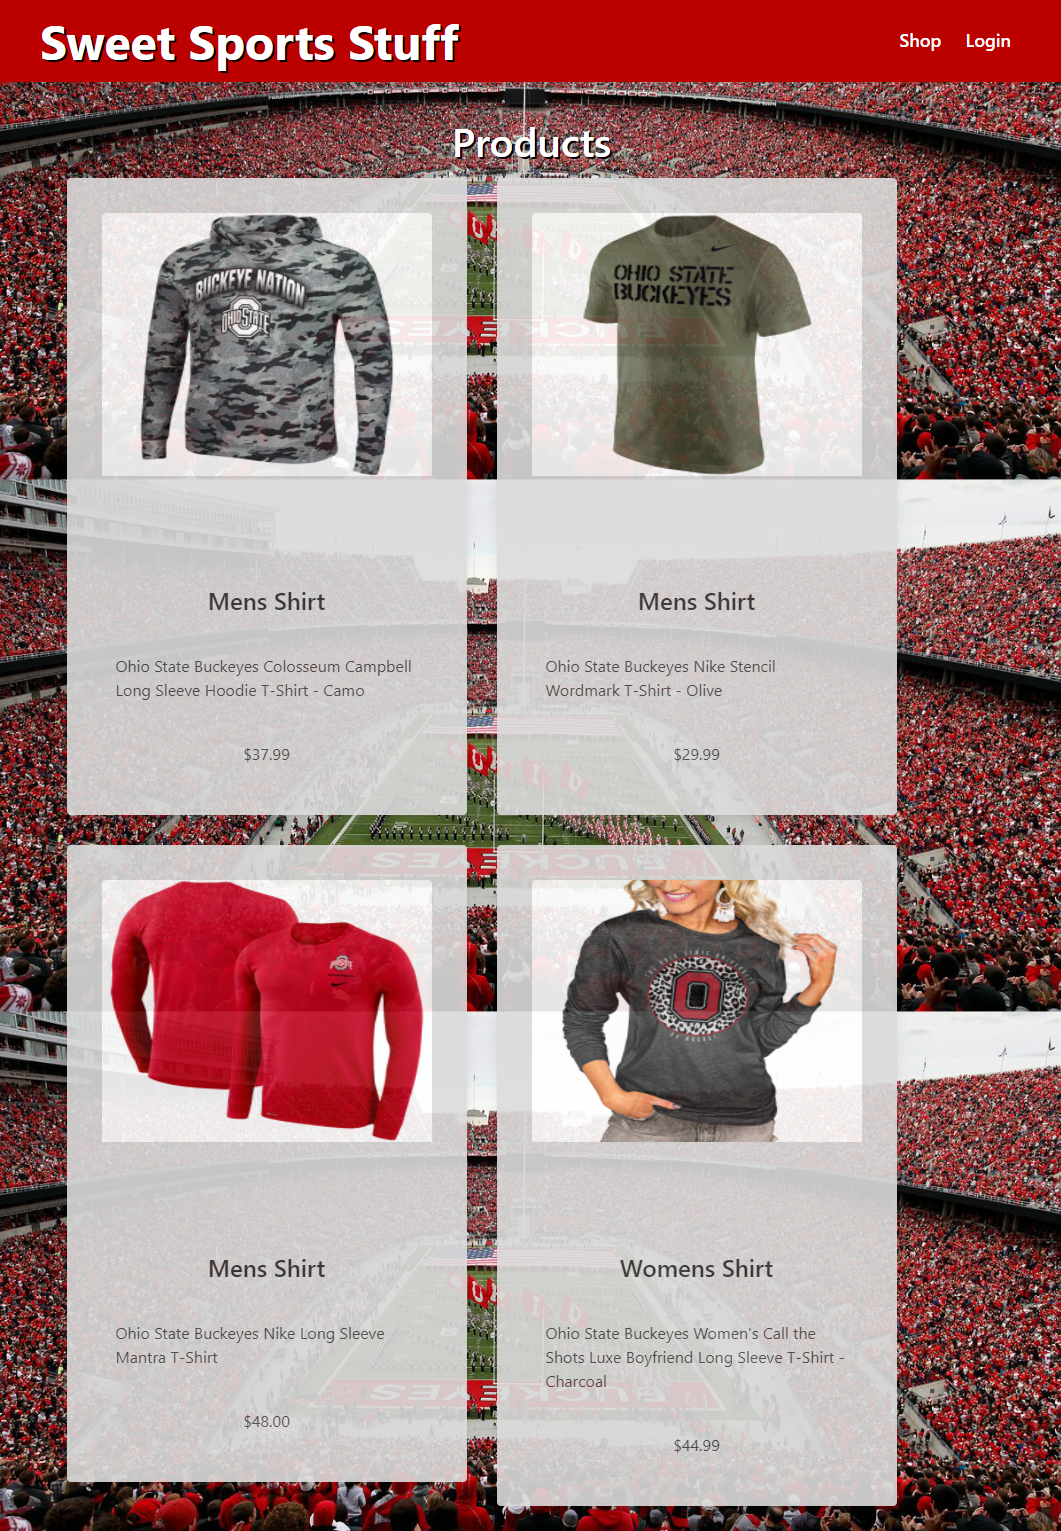 Sweet Sports Stuff
Shop
Login
Products
BUCKEYE NATION
OHIO STATE
OHIO STATE
BUCKEYES
Mens Shirt
Ohio State Buckeyes Colosseum Campbell
Long Sleeve Hoodie T-Shirt - Camo
$37.99
Mens Shirt
Ohio State Buckeyes Nike Stencil
Wordmark T-Shirt - Olive
$29.99
Mens Shirt
Ohio State Buckeyes Nike Long Sleeve
Mantra T-Shirt
$48.00
Womens Shirt
Ohio State Buckeyes Women's Call the
Shots Luxe Boyfriend Long Sleeve T-Shirt -
Charcoal
$44.99